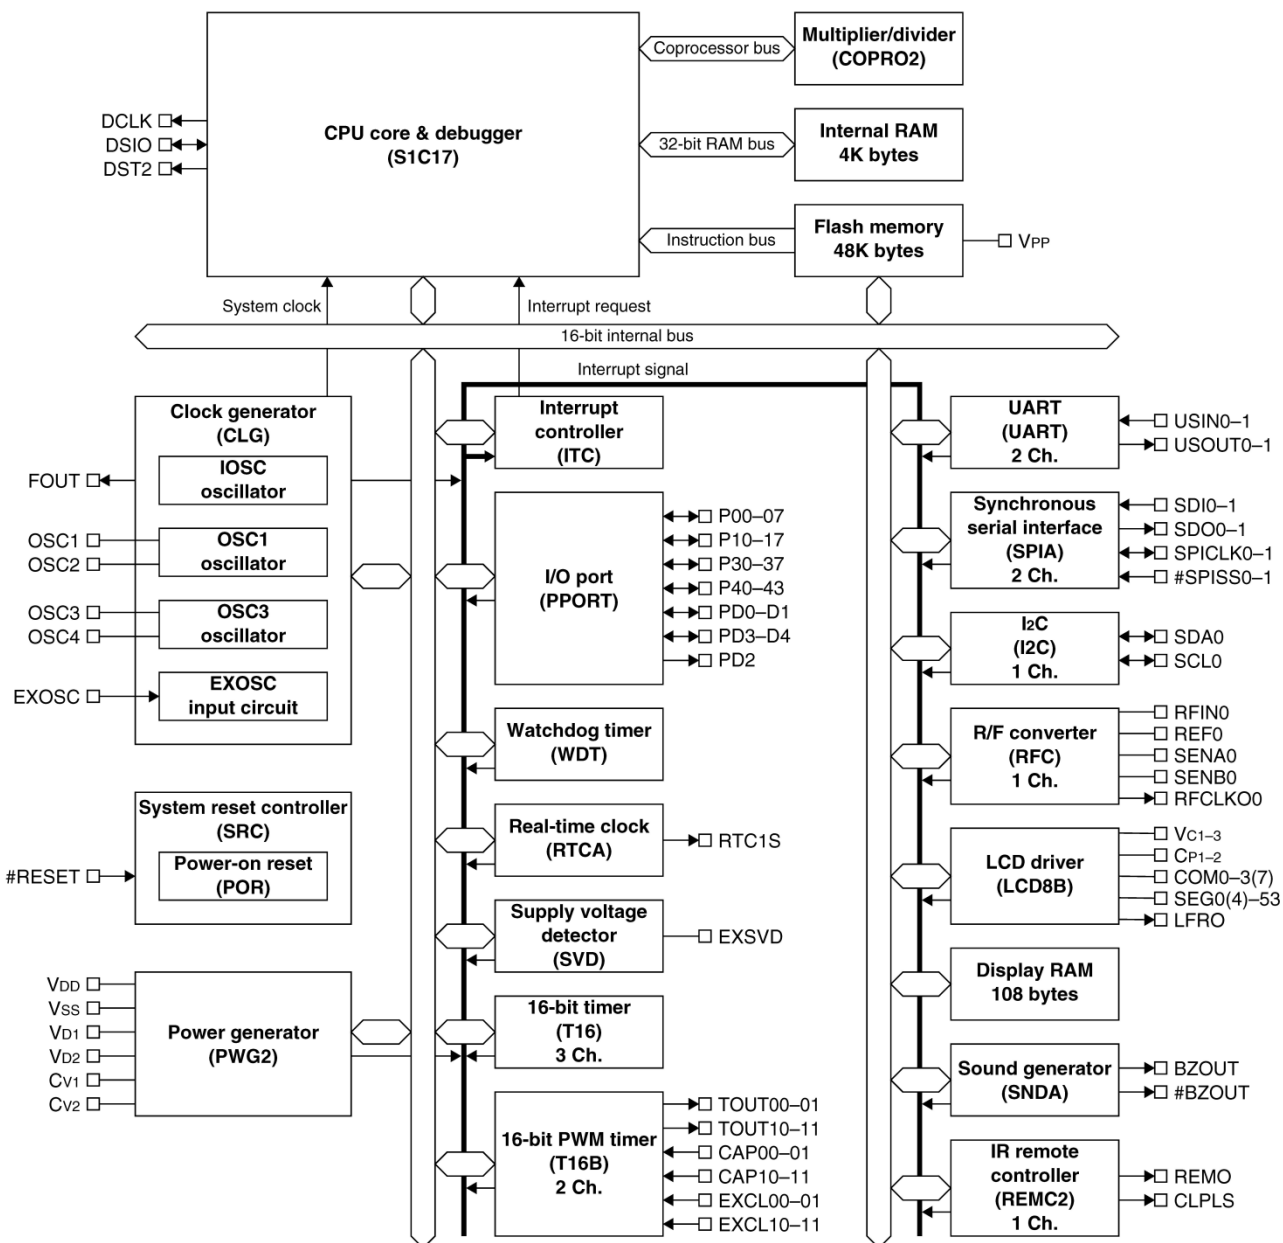 Multiplier/divider
(COPRO2)
Coprocessor bus
DCLK
DSIO
DST2
CPU core & debugger
(S1C17)
32-bit RAM bus
Internal RAM
4K bytes
Instruction bus
Flash memory
48K bytes
VPP
System clock
Interrupt request
16-bit internal bus
Interrupt signal
Clock generator
(CLG)
IOSC
oscillator
FOUT
OSC1
OSC2
OSC1
oscillator
OSC3
OSC4
OSC3
oscillator
EXOSC
EXOSC
input circuit
System reset controller
(SRC)
#RESET
Power-on reset
(POR)
VDD
VSS
VD1
VD2
CV1
CV2
Power generator
(PWG2)
Interrupt
controller
(ITC)
I/O port
(PPORT)
P00–07
P10–17
P30–37
P40–43
PD0–D1
PD3–D4
PD2
Watchdog timer
(WDT)
Real-time clock
(RTCA)
RTC1S
Supply voltage
detector
(SVD)
EXSVD
16-bit timer
(T16)
3 Ch.
16-bit PWM timer
(T16B)
2 Ch.
TOUT00–01
TOUT10–11
CAP00–01
CAP10–11
EXCL00–01
EXCL10–11
UART
(UART)
2 Ch.
USIN0–1
USOUT0–1
Synchronous
serial interface
(SPIA)
2 Ch.
SDI0–1
SDO0–1
SPICLK0–1
#SPISS0–1
I2C
(I2C)
1 Ch.
SDA0
SCL0
R/F converter
(RFC)
1 Ch.
RFIN0
REF0
SENA0
SENB0
RFCLKO0
LCD driver
(LCD8B)
VC1–3
CP1–2
COM0–3(7)
SEG0(4)–53
LFRO
Display RAM
108 bytes
Sound generator
(SNDA)
BZOUT
#BZOUT
IR remote
controller
(REMC2)
1 Ch.
REMO
CLPLS